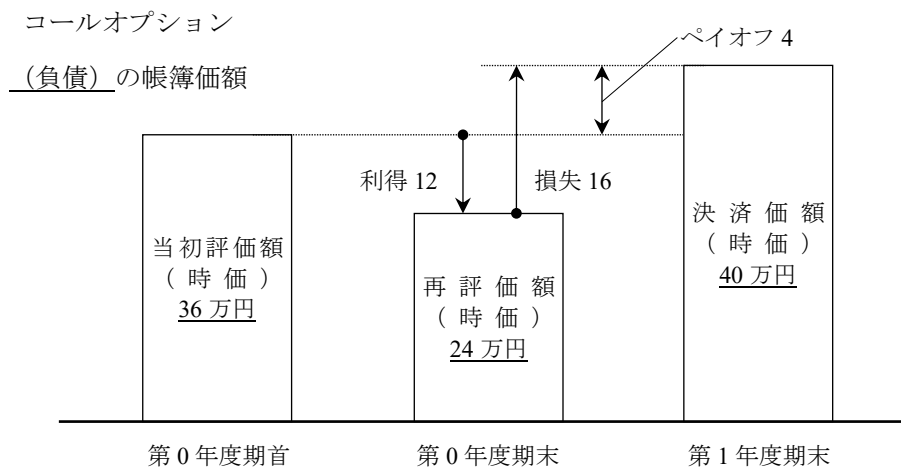 コールオプション
（負債）の帳簿価額
ペイオフ 4
利得 12
損失 16
当初評価額
（時価）
36 万円
再評価額
（時価）
24 万円
決済価額
（時価）
40 万円
第 0 年度期首
第 0 年度期末
第 1 年度期末